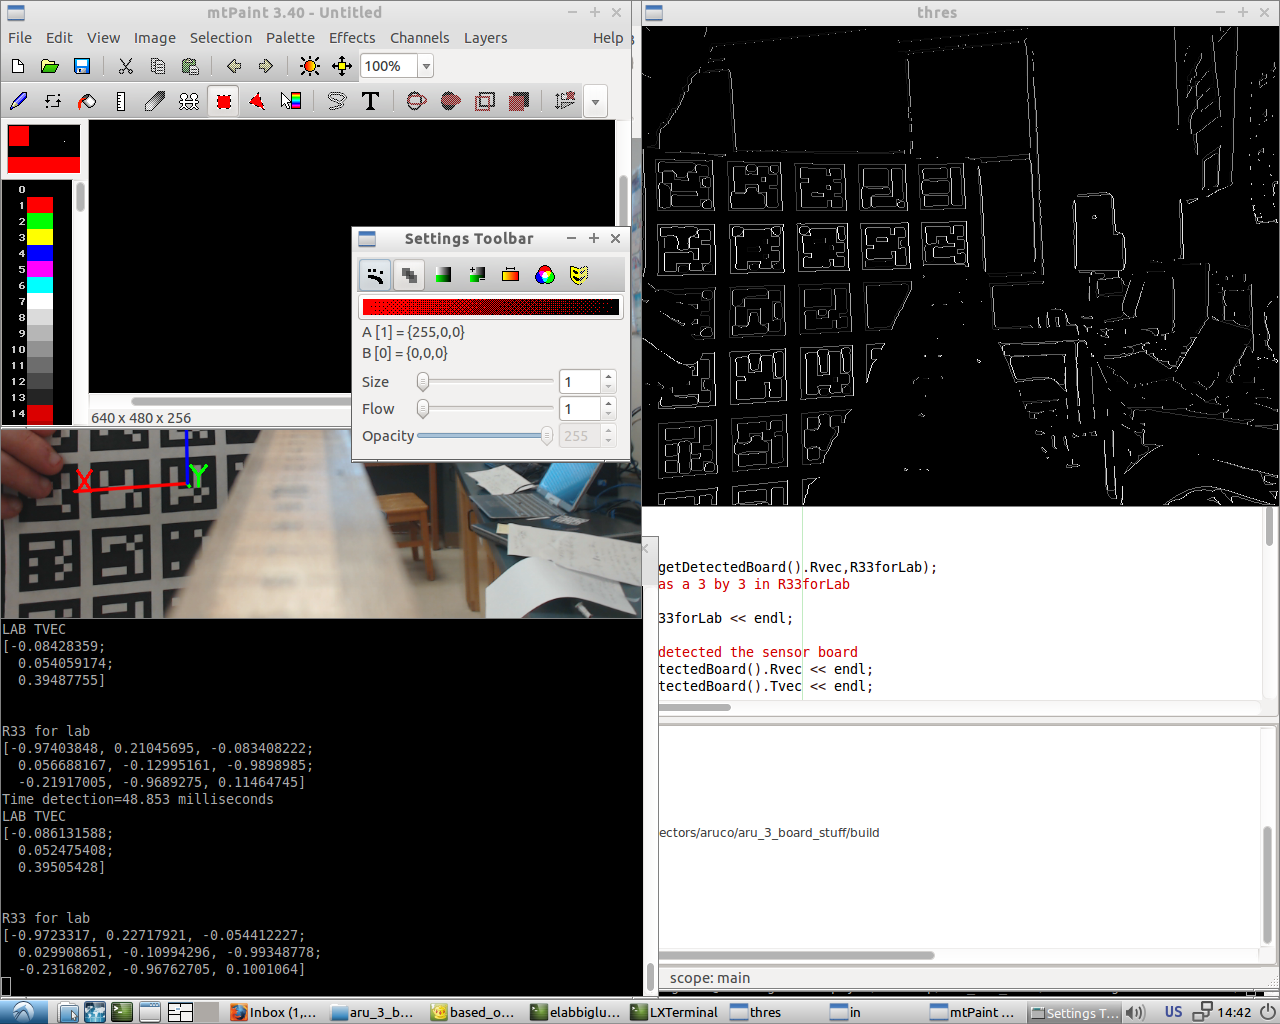 mtPaint 3.40 - Untitled
File Edit View Image Selection Palette Effects Channels Layers Help
100%
T
0
1
2
3
4
5
6
7
8
9
10
11
12
13
14
640 x 480 x 256
Settings Toolbar
A [1] = {255,0,0}
B [0] = {0,0,0}
Size 1
Flow 1
Opacity 255
thres
X Y
getDetectedBoard().Rvec,R33forLab);
as a 3 by 3 in R33forLab
33forLab << endl;
detected the sensor board
tectedBoard().Rvec << endl;
tectedBoard().Tvec << endl;
ectors/aruco/aru_3_board_stuff/build
scope: main
LAB TVEC
[-0.08428359;
0.054059174;
0.39487755]
R33 for lab
[-0.97403848, 0.21045695, -0.083408222;
0.056688167, -0.12995161, -0.9898985;
-0.21917005, -0.9689275, 0.11464745]
Time detection=48.853 milliseconds
LAB TVEC
[-0.086131588;
0.052475408;
0.39505428]
R33 for lab
[-0.9723317, 0.22717921, -0.054412227;
0.029908651, -0.10994296, -0.99348778;
-0.23168202, -0.96762705, 0.1001064]
Inbox (1,... aru_3_b... based_o... elabbiglu... LXTerminal thres in mtPaint ... Settings T... US 14:42